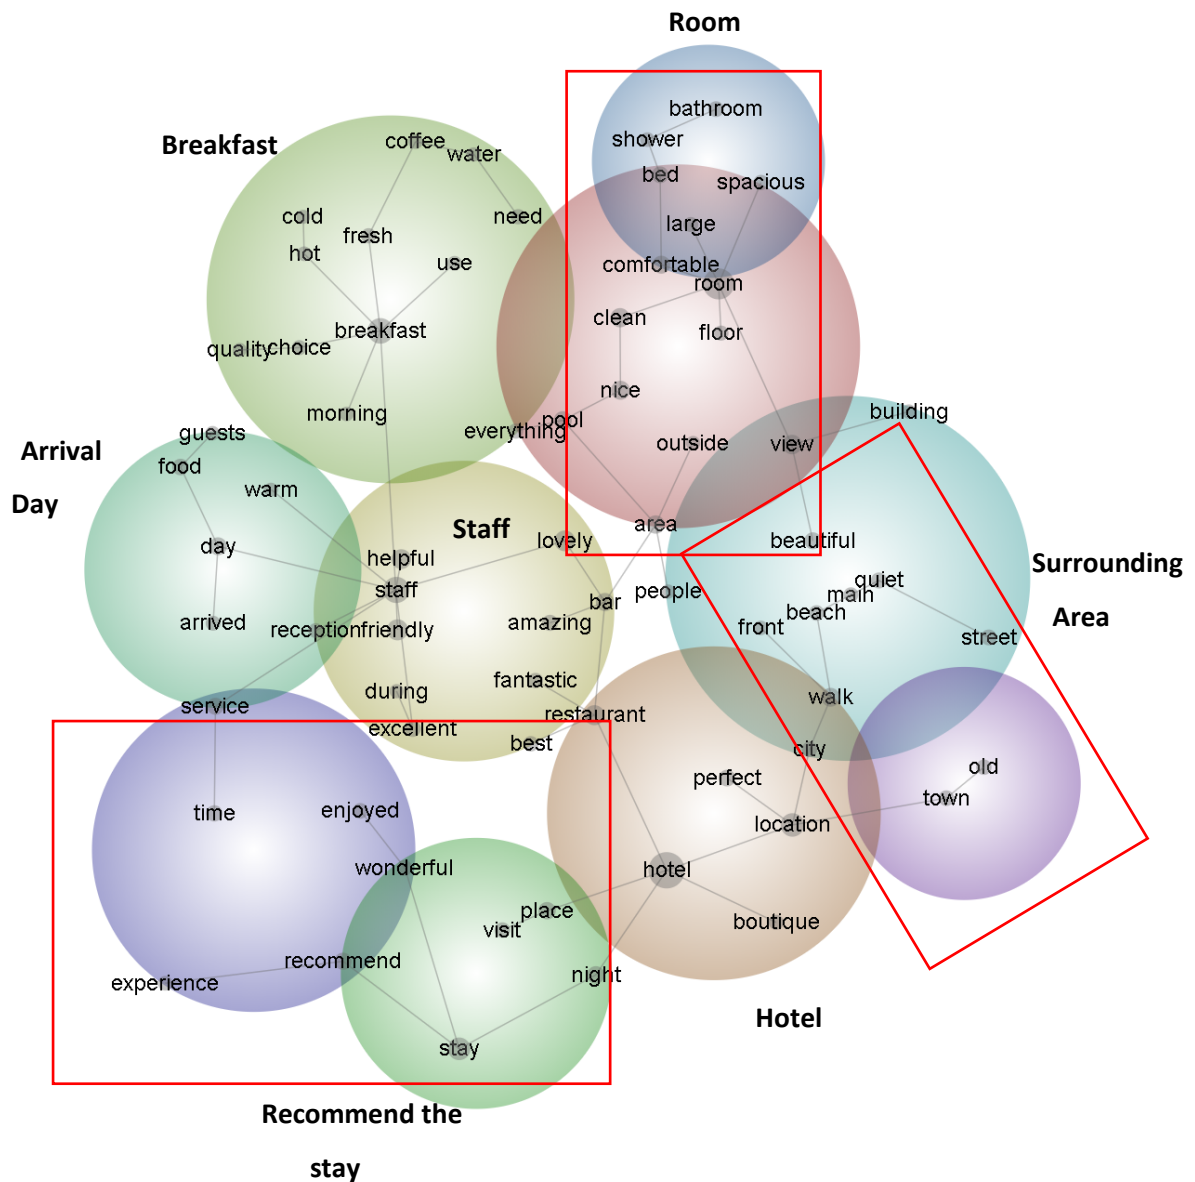 Room
bathroom
Breakfast
coffee
shower
water
bed
spacious
cold
need
fresh
large
hot
use
comfortable
room
clean
breakfast
floor
quality
choice
nice
morning
building
pool
guests
everything
outside
view
Arrival
food
warm
Day
Staff
area
lovely
beautiful
day
helpful
Surrounding
quiet
staff
people
main
bar
beach
Area
arrived
reception
friendly
amazing
front
street
fantastic
during
walk
service
restaurant
excellent
best
city
old
perfect
town
enjoyed
time
location
wonderful
hotel
place
boutique
visit
recommend
night
experience
Hotel
stay
Recommend the
stay